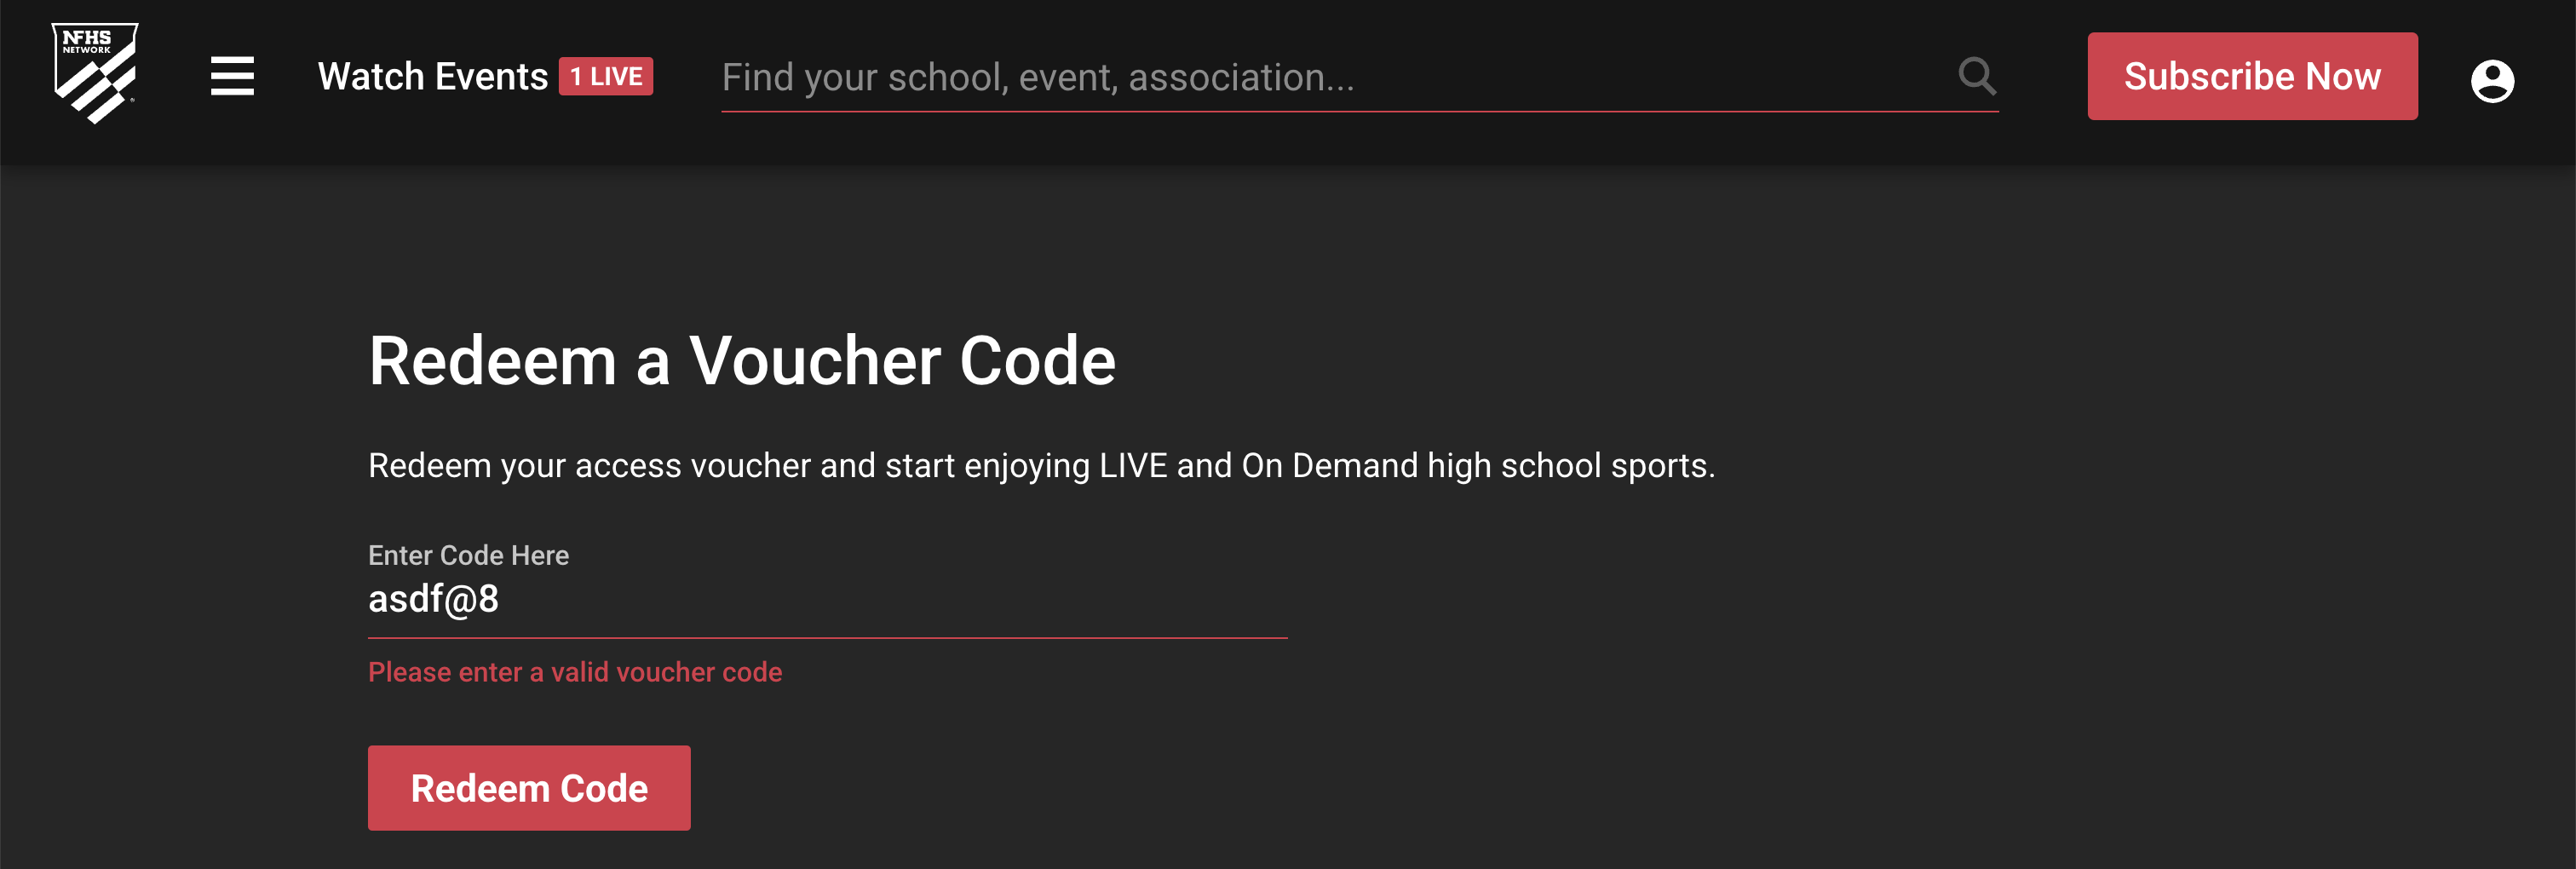 NFHS
NETWORK
Watch Events 1 LIVE
Find your school, event, association...
Subscribe Now
Redeem a Voucher Code
Redeem your access voucher and start enjoying LIVE and On Demand high school sports.
Enter Code Here
asdf@8
Please enter a valid voucher code
Redeem Code